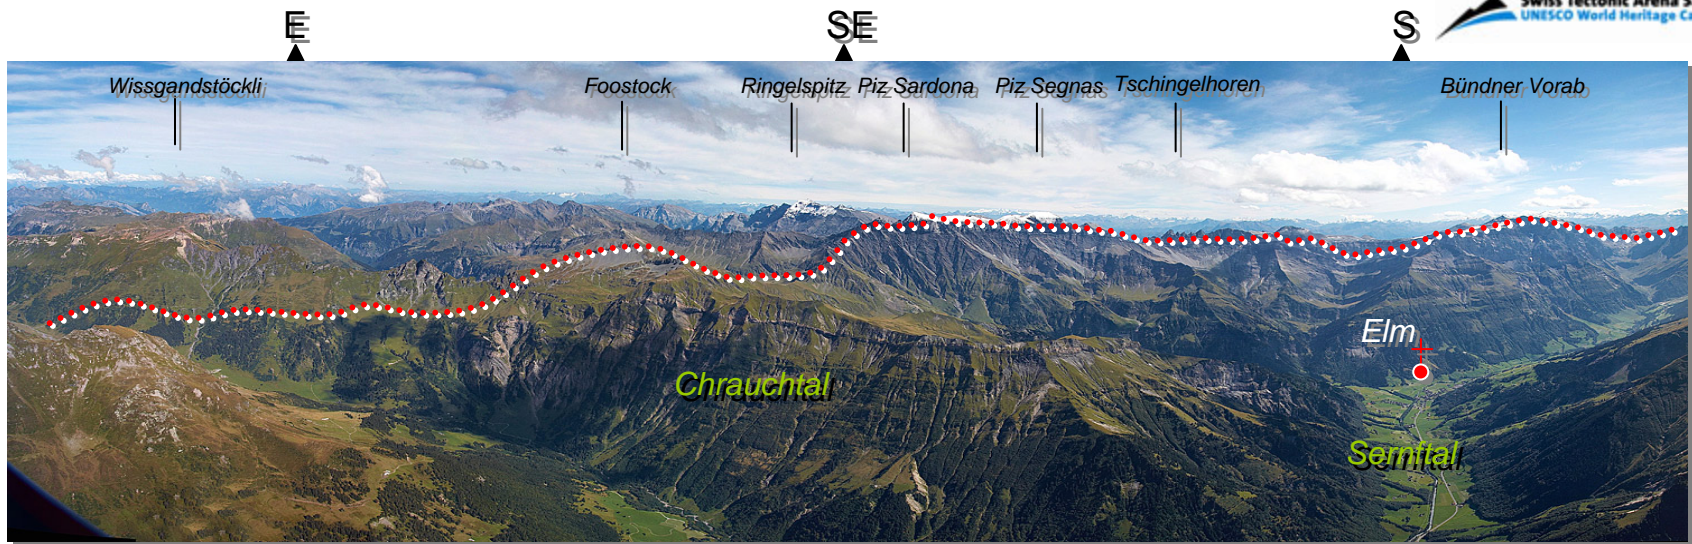 Swiss Tectonic Arena
UNESCO World Heritage
E
SE
S
Wissgandstöckli
Foostock
Ringelspitz
Piz Sardona
Piz Segnas
Tschingelhoren
Bündner Vorab
Elm
Chrauchtal
Sernftal